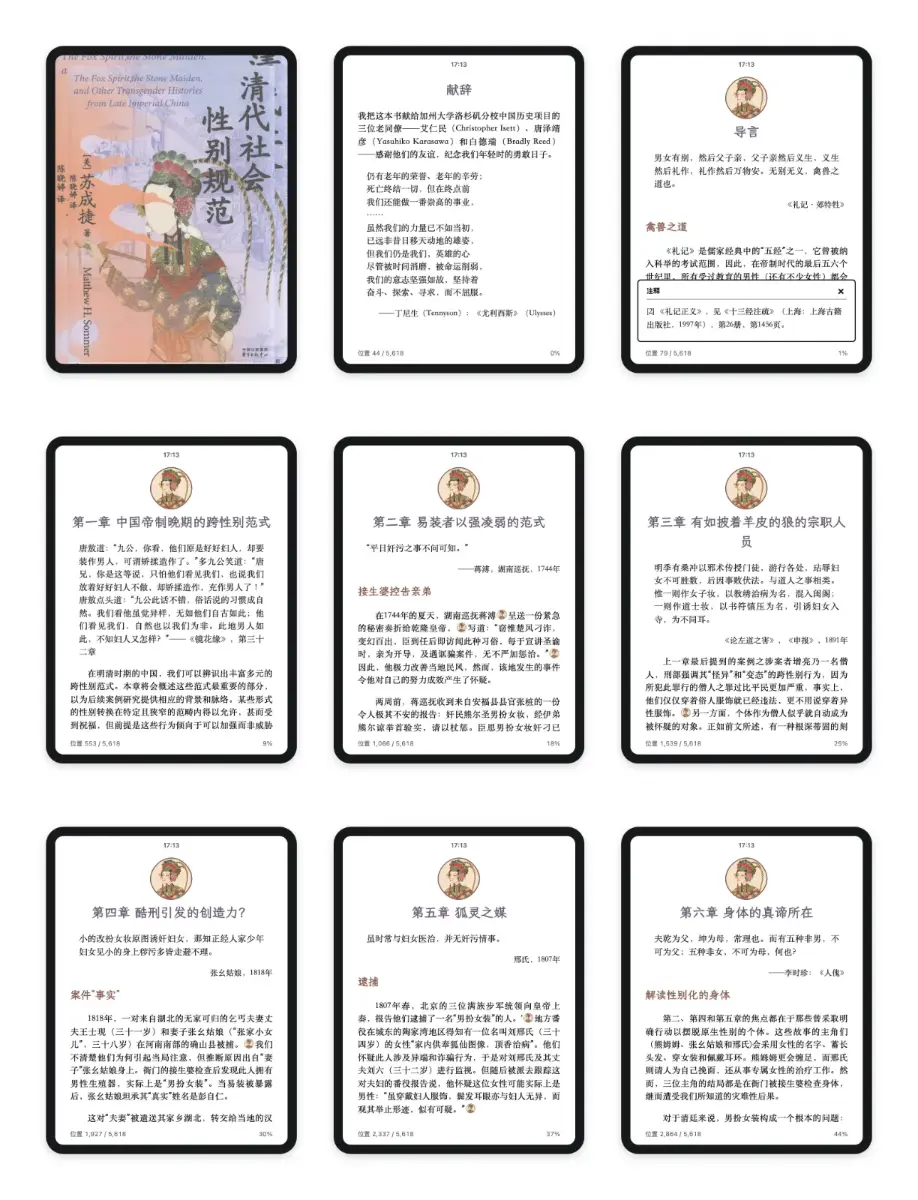 The Fox Spirit, the Stone Maiden,
a
The Fox Spirit, the Stone Maiden,
and Other Transgender Histories
from Late Imperial China
清代社会
性别规范
[美] 苏成捷 著
陈晓婷 译
陈晓婷 译
Matthew H. Sommer
17:13
献辞
我把这本书献给加州大学洛杉矶分校中国历史项目的
三位老同僚——艾仁民（Christopher Isett）、唐泽靖
彦（Yasuhiko Karasawa）和白德瑞（Bradly Reed）
——感谢他们的友谊，纪念我们年轻时的勇敢日子。
仍有老年的荣誉、老年的辛劳；
死亡终结一切，但在终点前
我们还能做一番崇高的事业，
……
虽然我们的力量已不如当初，
已远非昔日移天动地的雄姿，
但我们仍是我们，英雄的心
尽管被时间消磨，被命运削弱，
我们的意志坚强如故，坚持着
奋斗、探索、寻求，而不屈服。
——丁尼生（Tennyson）：《尤利西斯》（Ulysses）
位置 44 / 5,618
0%
17:13
导言
男女有别，然后父子亲，父子亲然后义生，义生
然后礼作，礼作然后万物安。无别无义，禽兽之
道也。
《礼记·郊特牲》
禽兽之道
《礼记》是儒家经典中的“五经”之一，它曾被纳
入科举的考试范围，因此，在帝制时代的最后五六个
世纪里，所有受过教育的男性（还有不少女性）都会
注释
×
[2] 《礼记正义》，见《十三经注疏》（上海：上海古籍
出版社，1997年），第26册，第1456页。
位置 79 / 5,618
1%
17:13
第一章 中国帝制晚期的跨性别范式
唐敖道：“九公，你看，他们原是好好妇人，却要
装作男人，可谓矫揉造作了。”多九公笑道：“唐
兄，你是这等说，只怕他们看见我们，也说我们
放着好好妇人不做，却矫揉造作，充作男人了！”
唐敖点头道：“九公此话不错，俗话说的习惯成自
然。我们看他虽觉异样，无如他们自古如此；他
们看见我们，自然也以我们为非，此地男人如
此，不知妇人又怎样？”——《镜花缘》，第三十
二章
在明清时期的中国，我们可以辨识出丰富多元的
跨性别范式。本章将会概述这些范式最重要的部分，
以为后续案例研究提供相应的背景和脉络。某些形式
的性别转换在特定且狭窄的范畴内得以允许，甚而受
到祝福，但前提是这些行为倾向于可以加强而非威胁
位置 553 / 5,618
9%
17:13
第二章 易装者以强凌弱的范式
“平日奸污之事不问可知。”
——蒋溥，湖南巡抚，1744年
接生婆控告亲弟
在1744年的夏天，湖南巡抚蒋溥呈送一份紧急
的秘密奏折给乾隆皇帝，写道：“窃惟楚风刁诈，
变幻百出，臣到任后即访闻此种习俗，每于宣讲圣谕
时，亲为开导，及遇诓骗案件，无不严加惩治。”
因此，他极力改善当地民风，然而，该地发生的事件
令他对自己的努力成效产生了怀疑。
两周前，蒋巡抚收到来自安福县县官张桢的一份
令人极其不安的报告：奸民熊尔圣男扮女妆，经伊弟
熊尔谅举首验实，请以杖惩。臣思男扮女妆奸刁已
位置 1,066 / 5,618
18%
17:13
第三章 有如披着羊皮的狼的宗职人
员
明季有桑冲以邪术传授门徒，游行各处，玷辱妇
女不可胜数，后因事败伏法。与道人之事相类。
惟一则作女子妆，以教绣治病为名，混入闺阃；
一则作道士妆，以书符镇压为名，引诱妇女入
寺，为不同耳。
《论左道之害》，《申报》，1891年
上一章最后提到的案例之涉案者增亮乃一名僧
人，刑部强调其“怪异”和“变态”的跨性别行为，因为
所犯此罪行的僧人之罪过比平民更加严重，事实上，
他们仅仅穿着俗人服饰就已经违法，更不用说穿着异
性服饰。另一方面，个体作为僧人似乎就自动成为
被怀疑的对象。正如前文所述，有一种根深蒂固的刻
位置 1,539 / 5,618
25%
17:13
第四章 酷刑引发的创造力？
小的改扮女妆原图诱奸妇女，那知正经人家少年
妇女见小的身上秽污多皆走避不理。
张幺姑娘，1818年
案件“事实”
1818年，一对来自湖北的无家可归的乞丐夫妻丈
夫王士现（三十一岁）和妻子张幺姑娘（“张家小女
儿”，三十八岁）在河南南部的确山县被捕。我们
不清楚他们为何引起当局注意，但推断原因出自“妻
子”张幺姑娘身上。衙门的接生婆检查后发现此人拥有
男性生殖器，实际上是“男扮女装”。当易装被暴露
后，张幺姑娘坦承其“真实”姓名是彭自仁。
这对“夫妻”被遣送其家乡湖北，转交给当地的汉
位置 1,927 / 5,618
30%
17:13
第五章 狐灵之媒
虽时常与妇女医治，并无奸污情事。
邢氏，1807年
逮捕
1807年春，北京的三位满族步军统领向皇帝上
奏，报告他们逮捕了一名“男扮女装”的人。“地方番
役在城东的陶家湾地区得知有一位名叫刘邢氏（三十
四岁）的女性“家内供奉狐仙图像，顶香治病”。他们
怀疑此人涉及异端和诈骗行为，于是对刘邢氏及其丈
夫刘六（三十二岁）进行监视。但随后被派去跟踪这
对夫妻的番役报告说，他怀疑这位女性可能实际上是
男性：“虽穿戴妇人服饰，鬓发耳眼亦与妇人无异，而
观其举止形迹，似有可疑。”
位置 2,337 / 5,618
37%
17:13
第六章 身体的真谛所在
夫乾为父，坤为母，常理也。而有五种非男，不
可为父；五种非女，不可为母，何也？
——李时珍：《人傀》
解读性别化的身体
第二、第四和第五章的焦点都在于那些曾采取明
确行动以摆脱原生性别的个体。这些故事的主角们
（熊姆姆、张幺姑娘和邢氏)会采用女性的名字、蓄长
头发，穿女装和佩戴耳环。熊姆姆更会缠足，而邢氏
则请人为自己挽面，还从事专属女性的治疗工作。然
而，三位主角的结局都是在衙门被接生婆检查身体，
继而遭受我们所知道的灾难性后果。
对于清廷来说，男扮女装构成一个根本的问题：
位置 2,864 / 5,618
44%